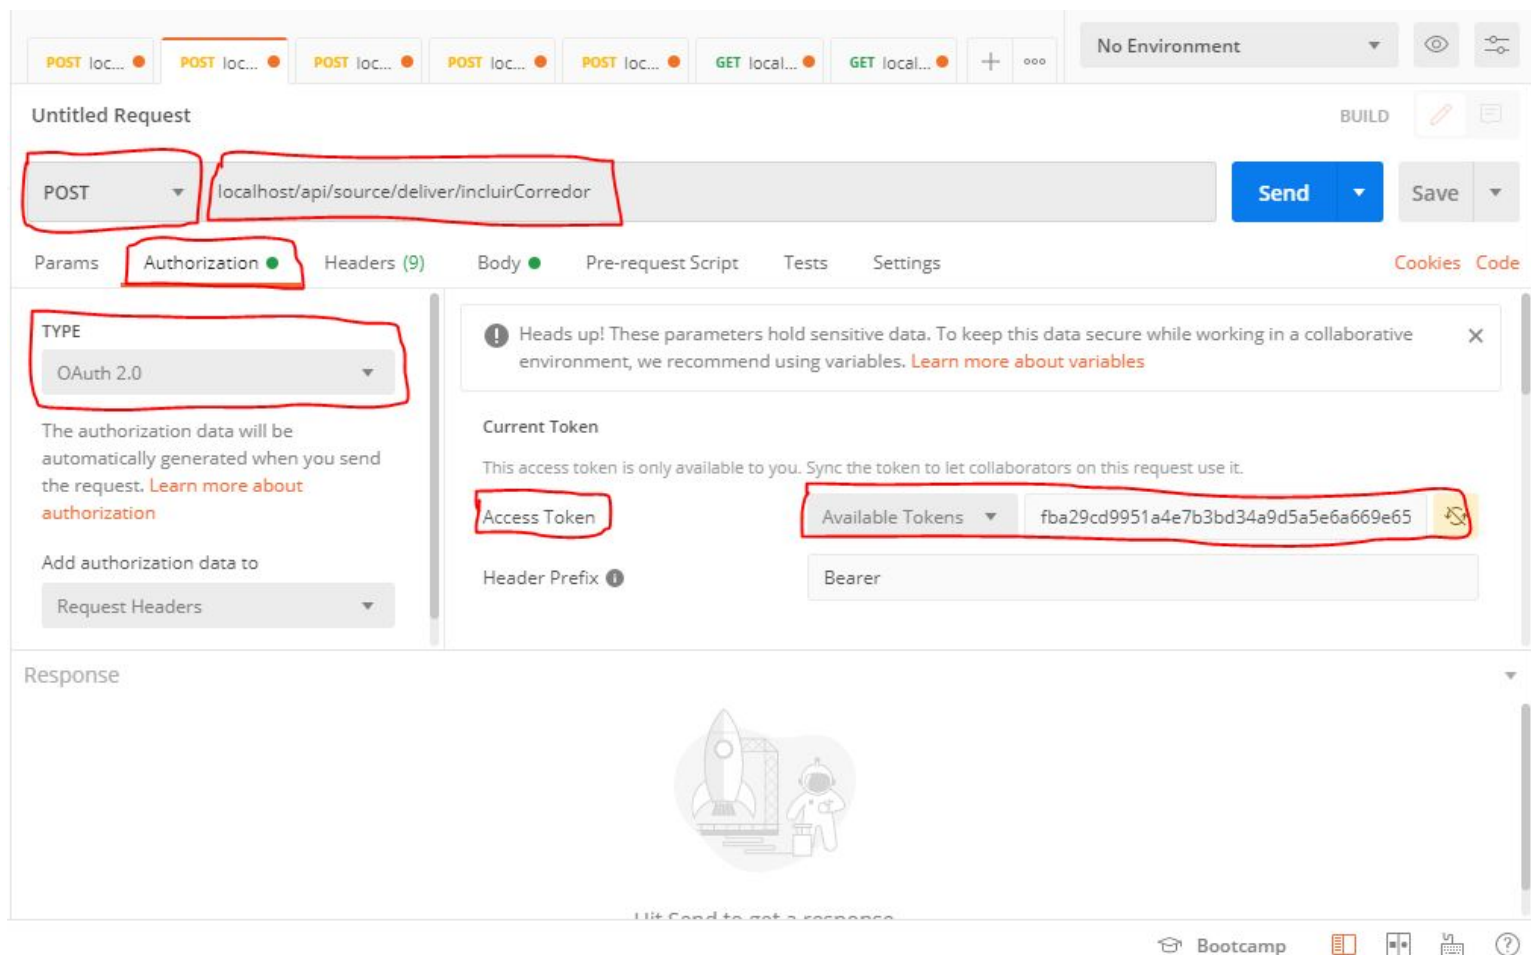 POST loc... POST loc... POST loc... POST loc... POST loc... GET local... GET local... No Environment
Untitled Request BUILD
POST localhost/api/source/deliver/incluirCorredor Send Save
Params Authorization Headers (9) Body Pre-request Script Tests Settings Cookies Code
TYPE
OAuth 2.0
The authorization data will be
automatically generated when you send
the request. Learn more about
authorization
Add authorization data to
Request Headers
Heads up! These parameters hold sensitive data. To keep this data secure while working in a collaborative
environment, we recommend using variables. Learn more about variables
Current Token
This access token is only available to you. Sync the token to let collaborators on this request use it.
Access Token Available Tokens fba29cd9951a4e7b3bd34a9d5a5e6a669e65
Header Prefix Bearer
Response
Hit Send to get a response
Bootcamp